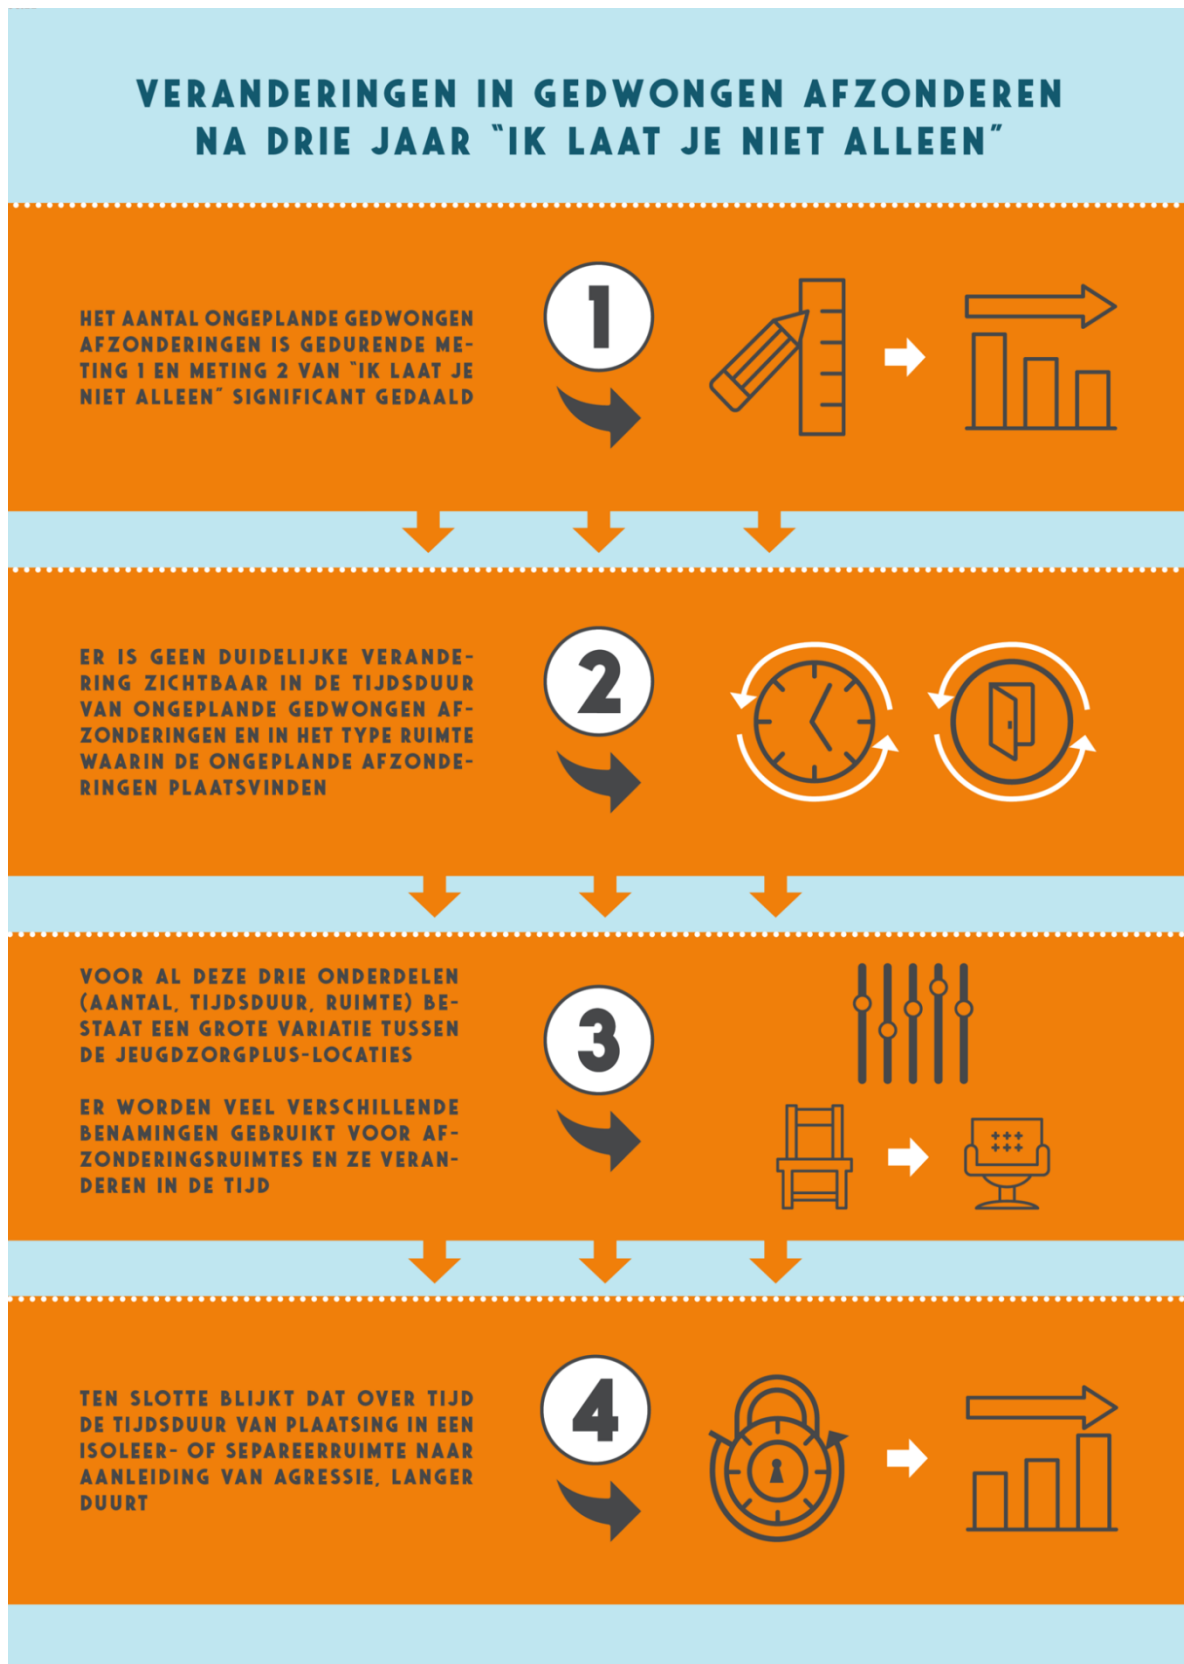 VERANDERINGEN IN GEDWONGEN AFZONDEREN
NA DRIE JAAR "IK LAAT JE NIET ALLEEN"
HET AANTAL ONGEPLANDE GEDWONGEN
AFZONDERINGEN IS GEDURENDE ME-
TING 1 EN METING 2 VAN "IK LAAT JE
NIET ALLEEN" SIGNIFICANT GEDAALD
1
ER IS GEEN DUIDELIJKE VERANDE-
RING ZICHTBAAR IN DE TIJDSDUUR
VAN ONGEPLANDE GEDWONGEN AF-
ZONDERINGEN EN IN HET TYPE RUIMTE
WAARIN DE ONGEPLANDE AFZONDE-
RINGEN PLAATSVINDEN
2
VOOR AL DEZE DRIE ONDERDELEN
(AANTAL, TIJDSDUUR, RUIMTE) BE-
STAAT EEN GROTE VARIATIE TUSSEN
DE JEUGDZORGPLUS-LOCATIES
ER WORDEN VEEL VERSCHILLENDE
BENAMINGEN GEBRUIKT VOOR AF-
ZONDERINGSRUIMTES EN ZE VERAN-
DEREN IN DE TIJD
3
TEN SLOTTE BLIJKT DAT OVER TIJD
DE TIJDSDUUR VAN PLAATSING IN EEN
ISOLEER- OF SEPAREERRUIMTE NAAR
AANLEIDING VAN AGRESSIE, LANGER
DUURT
4